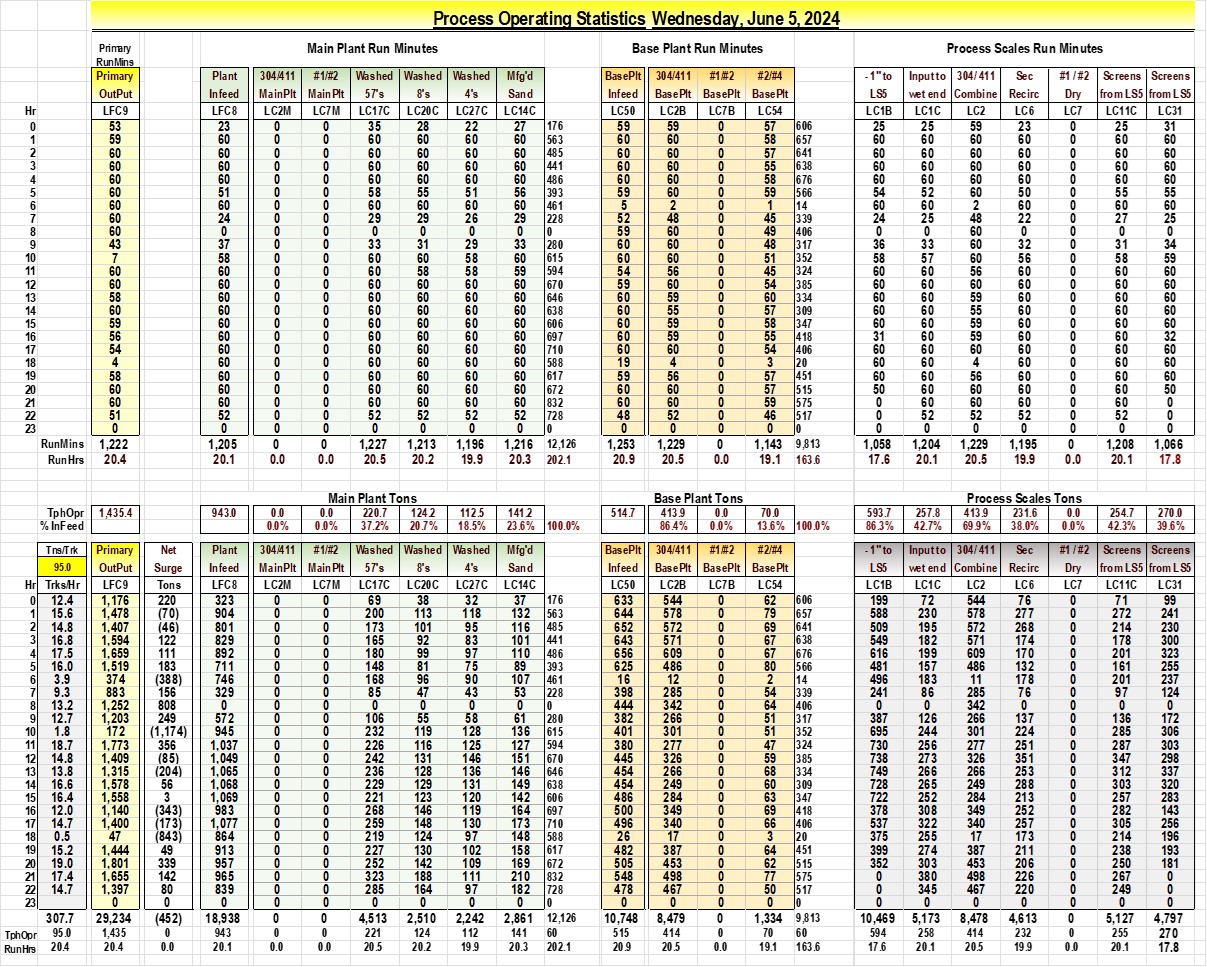 Process Operating Statistics Wednesday, June 5, 2024
Primary Main Plant Run Minutes Base Plant Run Minutes Process Scales Run Minutes
RunMins
Primary Plant 304/411 #1/#2 Washed Washed Washed Mfg'd BasePlt 304/411 #1/#2 #2/#4 - 1" to Input to 304/ 411 Sec #1 / #2 Screens Screens
OutPut Infeed MainPlt MainPlt 57's 8's 4's Sand Infeed BasePlt BasePlt BasePlt LS5 wet end Combine Recirc Dry from LS5 from LS5
Hr LFC9 LFC8 LC2M LC7M LC17C LC20C LC27C LC14C LC50 LC2B LC7B LC54 LC1B LC1C LC2 LC6 LC7 LC11C LC31
0 53 23 0 0 35 28 22 27 176 59 59 0 57 606 25 25 59 23 0 25 31
1 59 60 0 0 60 60 60 60 563 60 60 0 58 657 60 60 60 60 0 60 60
2 60 60 0 0 60 60 60 60 485 60 60 0 57 641 60 60 60 60 0 60 60
3 60 60 0 0 60 60 60 60 441 60 60 0 55 638 60 60 60 60 0 60 60
4 60 60 0 0 60 60 60 60 486 60 60 0 58 676 60 60 60 60 0 60 60
5 60 51 0 0 58 55 51 56 393 59 60 0 59 566 54 52 60 50 0 55 55
6 60 60 0 0 60 60 60 60 461 5 2 0 1 14 60 60 2 60 0 60 60
7 60 24 0 0 29 29 26 29 228 52 48 0 45 339 24 25 48 22 0 27 25
8 60 0 0 0 0 0 0 0 0 59 60 0 49 406 0 0 60 0 0 0 0
9 43 37 0 0 33 31 29 33 280 60 60 0 48 317 36 33 60 32 0 31 34
10 7 58 0 0 60 60 58 60 615 60 60 0 51 352 58 57 60 56 0 58 59
11 60 60 0 0 60 58 58 59 594 54 56 0 45 324 60 60 56 60 0 60 60
12 60 60 0 0 60 60 60 60 670 59 60 0 54 385 60 60 60 60 0 60 60
13 58 60 0 0 60 60 60 60 646 60 59 0 60 334 60 60 59 60 0 60 60
14 60 60 0 0 60 60 60 60 638 60 55 0 57 309 60 60 55 60 0 60 60
15 59 60 0 0 60 60 60 60 606 60 59 0 58 347 60 60 59 60 0 60 60
16 56 60 0 0 60 60 60 60 697 60 59 0 55 418 31 60 59 60 0 60 32
17 54 60 0 0 60 60 60 60 710 60 60 0 54 406 60 60 60 60 0 60 60
18 4 60 0 0 60 60 60 60 588 19 4 0 3 20 60 60 4 60 0 60 60
19 58 60 0 0 60 60 60 60 617 59 56 0 57 451 60 60 56 60 0 60 60
20 60 60 0 0 60 60 60 60 672 60 60 0 57 515 50 60 60 60 0 60 50
21 60 60 0 0 60 60 60 60 832 60 60 0 59 575 0 60 60 60 0 60 0
22 51 52 0 0 52 52 52 52 728 48 52 0 46 517 0 52 52 52 0 52 0
23 0 0 0 0 0 0 0 0 0 0 0 0 0 0 0 0 0 0 0 0 0
RunMins 1,222 1,205 0 0 1,227 1,213 1,196 1,216 12,126 1,253 1,229 0 1,143 9,813 1,058 1,204 1,229 1,195 0 1,208 1,066
RunHrs 20.4 20.1 0.0 0.0 20.5 20.2 19.9 20.3 202.1 20.9 20.5 0.0 19.1 163.6 17.6 20.1 20.5 19.9 0.0 20.1 17.8
Main Plant Tons Base Plant Tons Process Scales Tons
TphOpr 1,435.4 943.0 0.0 0.0 220.7 124.2 112.5 141.2 514.7 413.9 0.0 70.0 593.7 257.8 413.9 231.6 0.0 254.7 270.0
% InFeed 0.0% 0.0% 37.2% 20.7% 18.5% 23.6% 100.0% 86.4% 0.0% 13.6% 100.0% 86.3% 42.7% 69.9% 38.0% 0.0% 42.3% 39.6%
Tns/Trk Primary Net Plant 304/411 #1/#2 Washed Washed Washed Mfg'd BasePlt 304/411 #1/#2 #2/#4 - 1" to Input to 304/ 411 Sec #1 / #2 Screens Screens
95.0 OutPut Surge Infeed MainPlt MainPlt 57's 8's 4's Sand Infeed BasePlt BasePlt BasePlt LS5 wet end Combine Recirc Dry from LS5 from LS5
Hr Trks/Hr LFC9 Tons LFC8 LC2M LC7M LC17C LC20C LC27C LC14C LC50 LC2B LC7B LC54 LC1B LC1C LC2 LC6 LC7 LC11C LC31
0 12.4 1,176 220 323 0 0 69 38 32 37 176 633 544 0 62 606 199 72 544 76 0 71 99
1 15.6 1,478 (70) 904 0 0 200 113 118 132 563 644 578 0 79 657 588 230 578 277 0 272 241
2 14.8 1,407 (46) 801 0 0 173 101 95 116 485 652 572 0 69 641 509 195 572 268 0 214 230
3 16.8 1,594 122 829 0 0 165 92 83 101 441 643 571 0 67 638 549 182 571 174 0 178 300
4 17.5 1,659 111 892 0 0 180 99 97 110 486 656 609 0 67 676 616 199 609 170 0 201 323
5 16.0 1,519 183 711 0 0 148 81 75 89 393 625 486 0 80 566 481 157 486 132 0 161 255
6 3.9 374 (388) 746 0 0 168 96 90 107 461 16 12 0 2 14 496 183 11 178 0 201 237
7 9.3 883 156 329 0 0 85 47 43 53 228 398 285 0 54 339 241 86 285 76 0 97 124
8 13.2 1,252 808 0 0 0 0 0 0 0 0 444 342 0 64 406 0 0 342 0 0 0 0
9 12.7 1,203 249 572 0 0 106 55 58 61 280 382 266 0 51 317 387 126 266 137 0 136 172
10 1.8 172 (1,174) 945 0 0 232 119 128 136 615 401 301 0 51 352 695 244 301 224 0 285 306
11 18.7 1,773 356 1,037 0 0 226 116 125 127 594 380 277 0 47 324 730 256 277 251 0 287 303
12 14.8 1,409 (85) 1,049 0 0 242 131 146 151 670 445 326 0 59 385 738 273 326 351 0 347 298
13 13.8 1,315 (204) 1,065 0 0 236 128 136 146 646 454 266 0 68 334 749 266 266 253 0 312 337
14 16.6 1,578 56 1,068 0 0 229 129 131 149 638 454 249 0 60 309 728 265 249 288 0 303 320
15 16.4 1,558 3 1,069 0 0 221 123 120 142 606 486 284 0 63 347 722 252 284 213 0 257 283
16 12.0 1,140 (343) 983 0 0 268 146 119 164 697 500 349 0 69 418 378 308 349 252 0 282 143
17 14.7 1,400 (173) 1,077 0 0 259 148 130 173 710 496 340 0 66 406 537 322 340 257 0 305 256
18 0.5 47 (843) 864 0 0 219 124 97 148 588 26 17 0 3 20 375 255 17 173 0 214 196
19 15.2 1,444 49 913 0 0 227 130 102 158 617 482 387 0 64 451 399 274 387 211 0 238 193
20 19.0 1,801 339 957 0 0 252 142 109 169 672 505 453 0 62 515 352 303 453 206 0 250 181
21 17.4 1,655 142 965 0 0 323 188 111 210 832 548 498 0 77 575 0 380 498 226 0 267 0
22 14.7 1,397 80 839 0 0 285 164 97 182 728 478 467 0 50 517 0 345 467 220 0 249 0
23 0 0 0 0 0 0 0 0 0 0 0 0 0 0 0 0 0 0 0 0 0 0
307.7 29,234 (452) 18,938 0 0 4,513 2,510 2,242 2,861 12,126 10,748 8,479 0 1,334 9,813 10,469 5,173 8,478 4,613 0 5,127 4,797
TphOpr 95.0 1,435 0 943 0 0 221 124 112 141 60 515 414 0 70 60 594 258 414 232 0 255 270
RunHrs 20.4 20.4 0.0 20.1 0.0 0.0 20.5 20.2 19.9 20.3 202.1 20.9 20.5 0.0 19.1 163.6 17.6 20.1 20.5 19.9 0.0 20.1 17.8